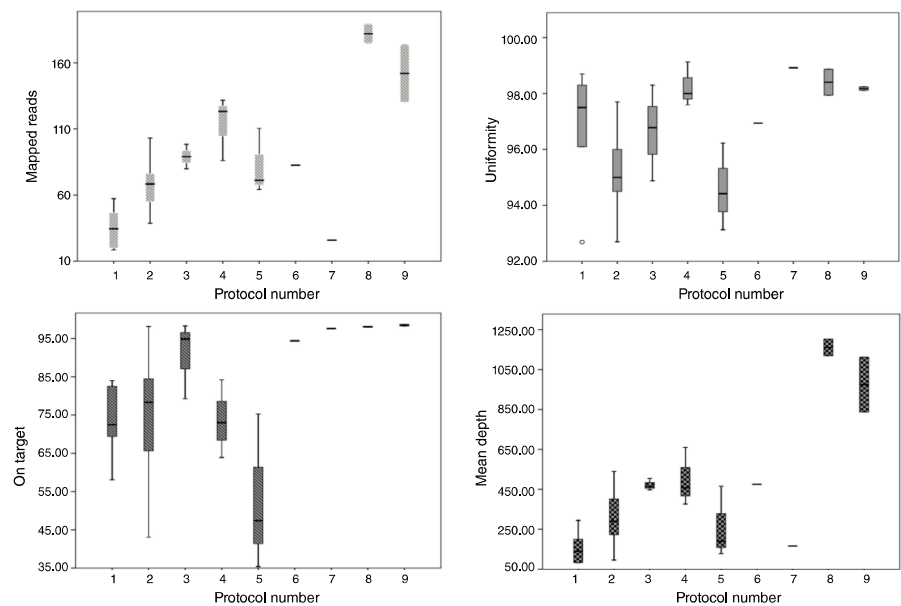 Mapped reads
160
110
60
10
1 2 3 4 5 6 7 8 9
Protocol number
Uniformity
100.00
98.00
96.00
94.00
92.00
1 2 3 4 5 6 7 8 9
Protocol number
On target
95.00
85.00
75.00
65.00
55.00
45.00
35.00
1 2 3 4 5 6 7 8 9
Protocol number
Mean depth
1250.00
1050.00
850.00
650.00
450.00
250.00
50.00
1 2 3 4 5 6 7 8 9
Protocol number